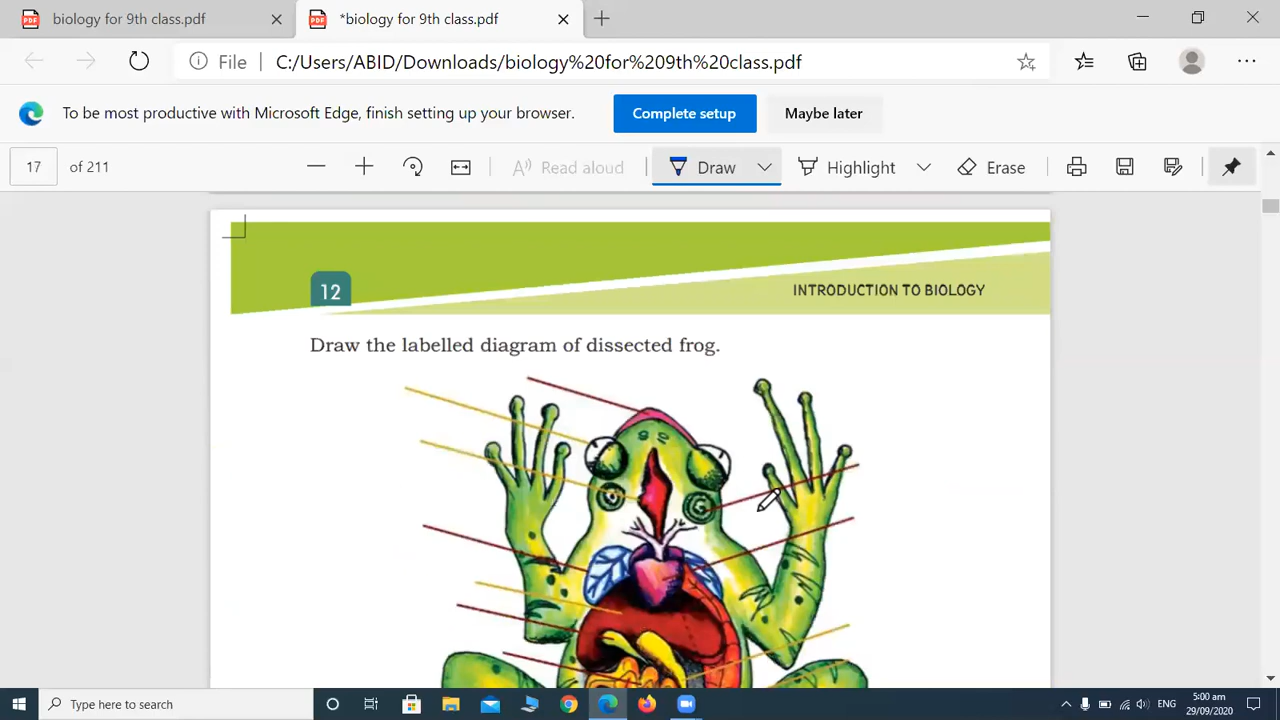 biology for 9th class.pdf
*biology for 9th class.pdf
File
C:/Users/ABID/Downloads/biology%20for%209th%20class.pdf
To be most productive with Microsoft Edge, finish setting up your browser.
Complete setup
Maybe later
17 of 211
Read aloud
Draw
Highlight
Erase
12
INTRODUCTION TO BIOLOGY
Draw the labelled diagram of dissected frog.
Type here to search
ENG
5:00 am
29/09/2020